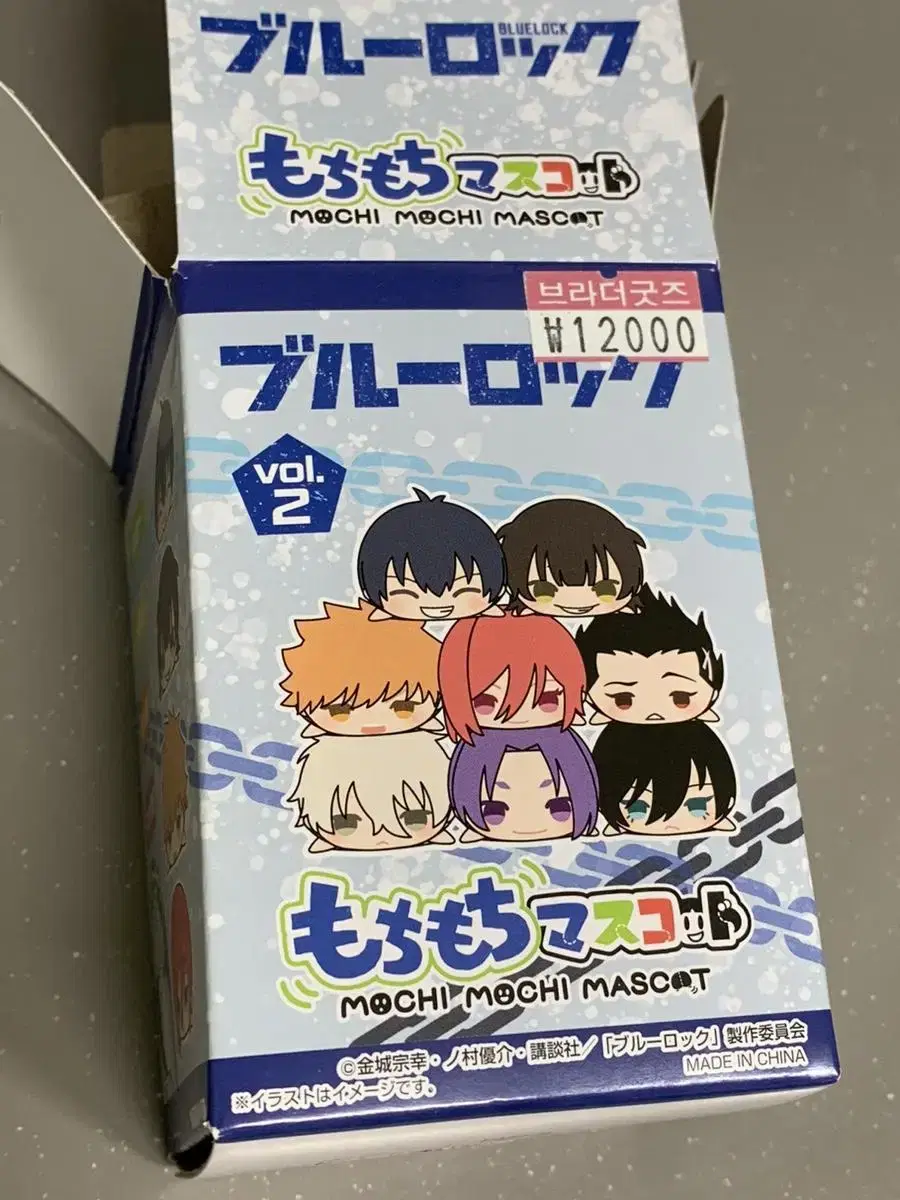 BLUELOCK
ブルーロック
もちもちマスコット
MOCHI MOCHI MASCOT
브라더굿즈
₩12000
ブルーロック
vol.
2
もちもちマスコット
MOCHI MOCHI MASCOT
©金城宗幸・ノ村優介・講談社/「ブルーロック」製作委員会
※イラストはイメージです。
MADE IN CHINA